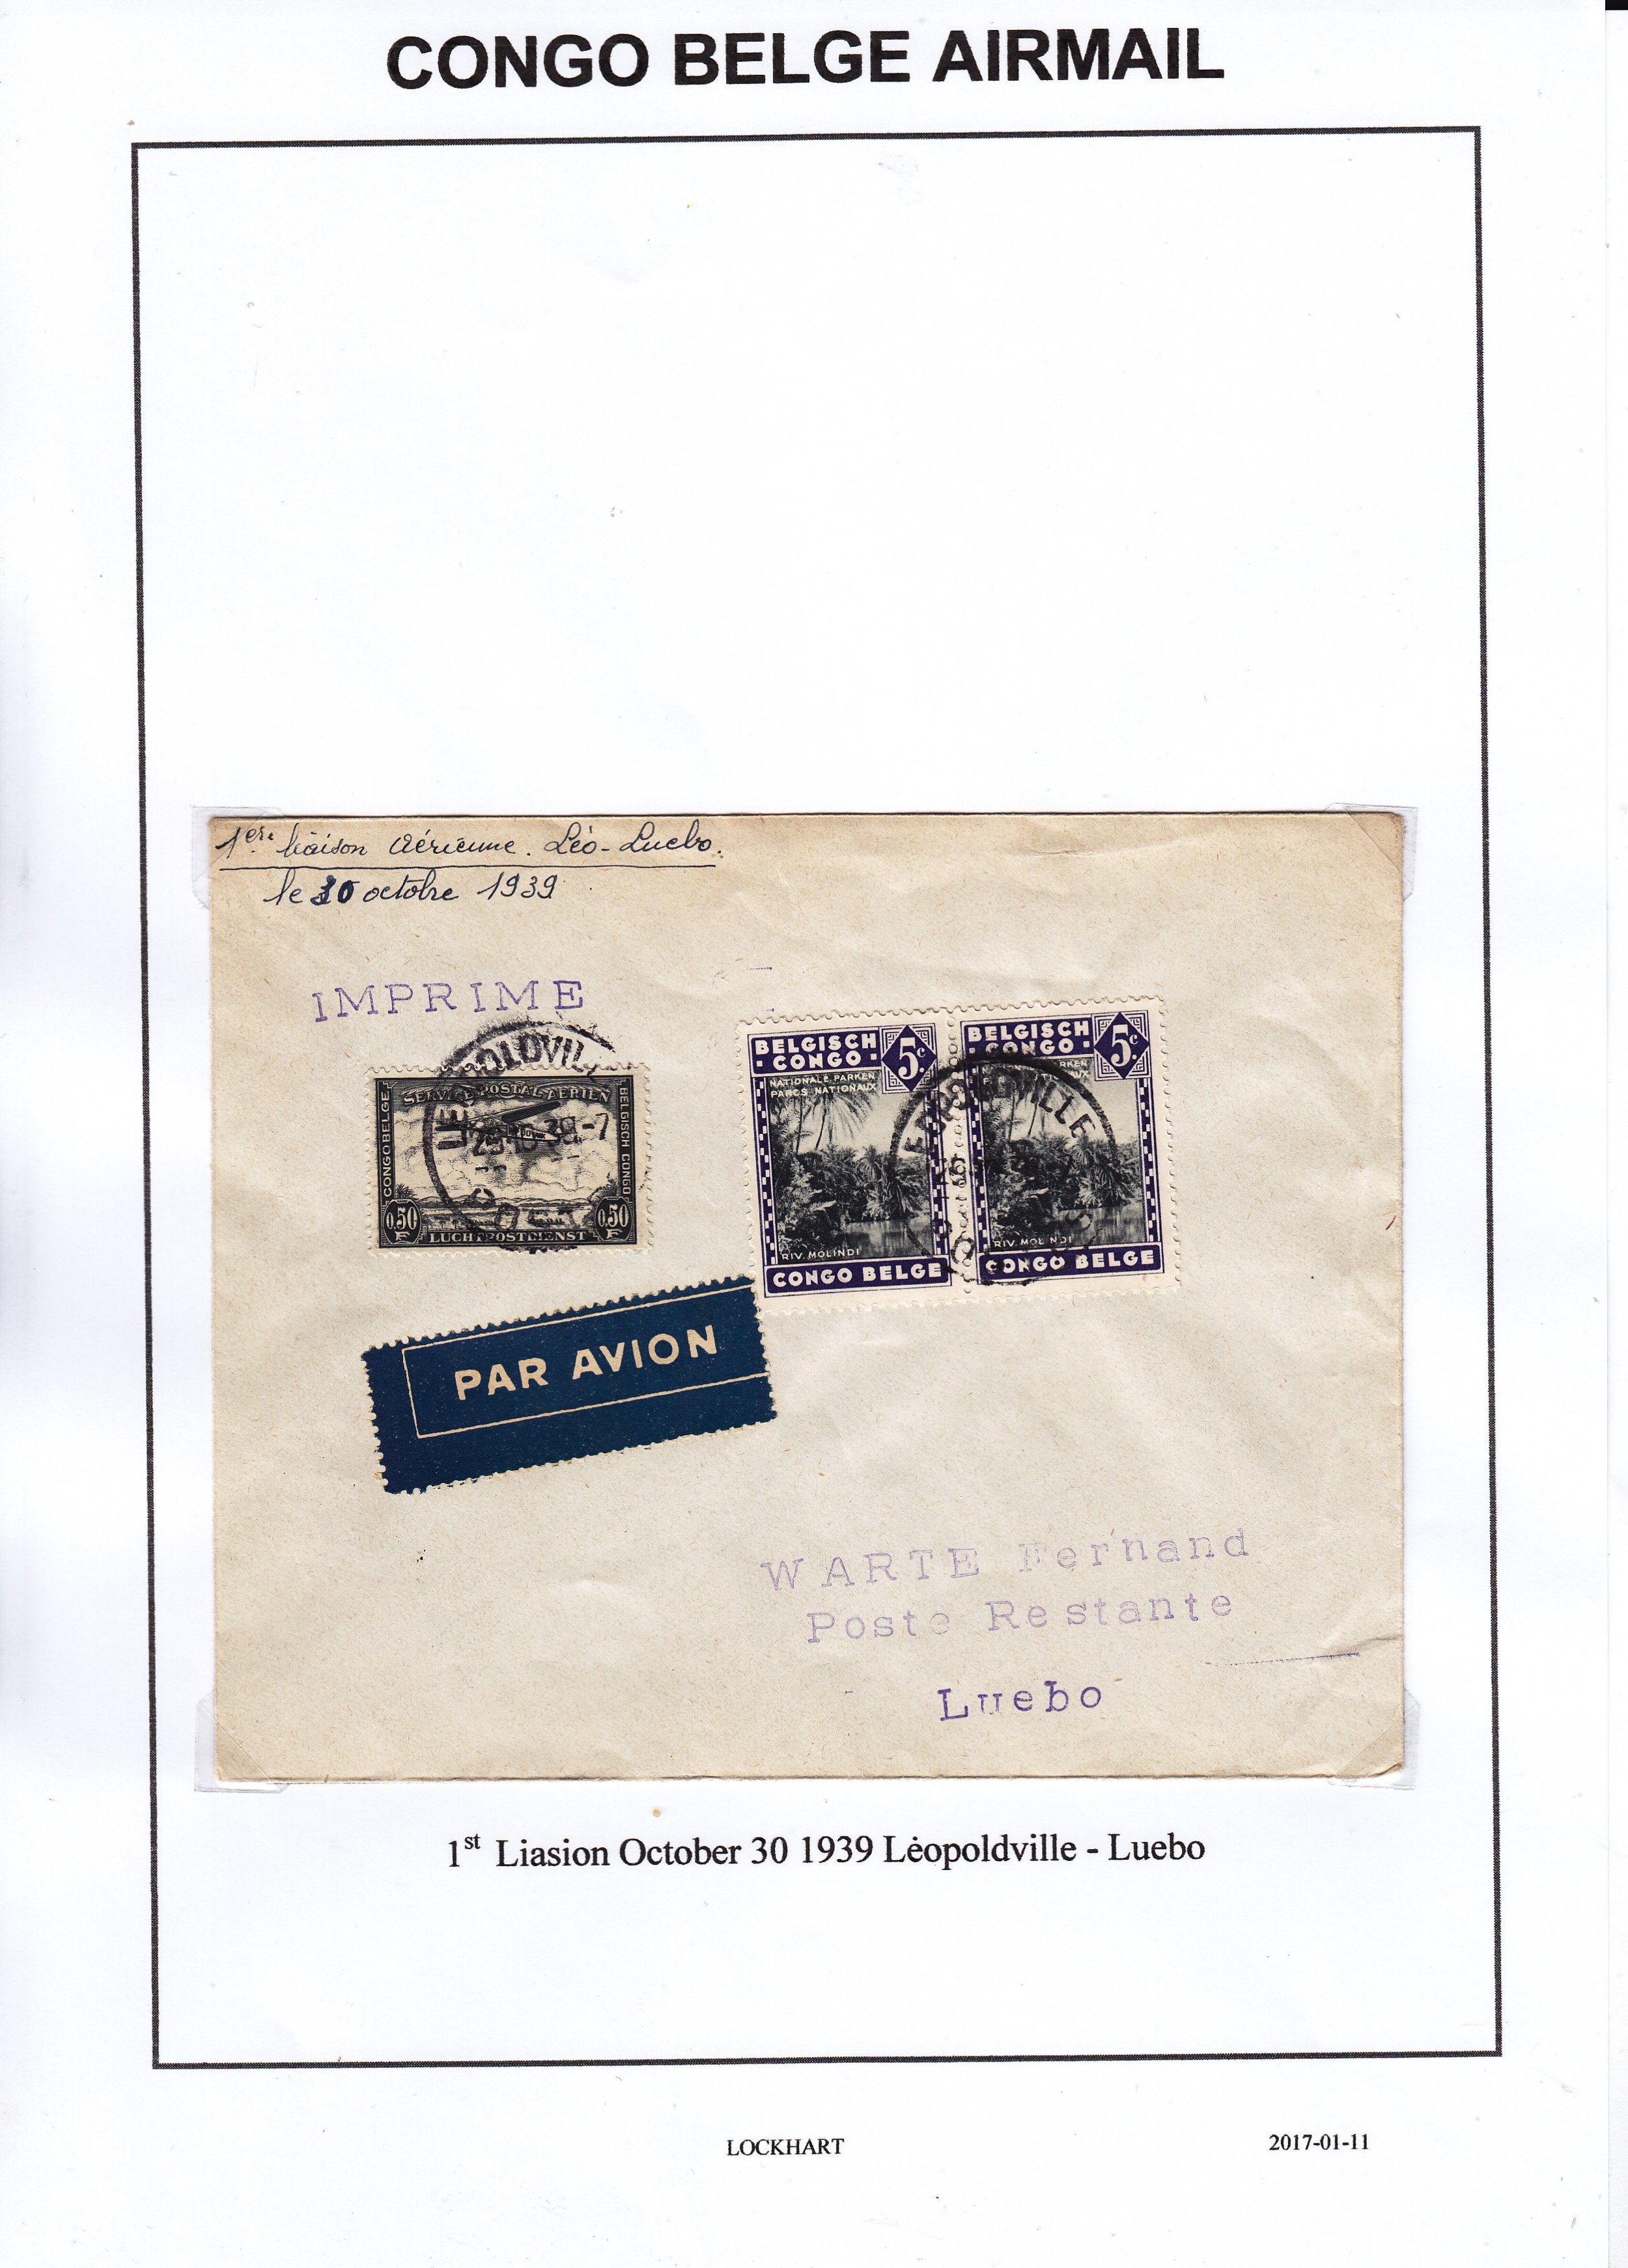 CONGO BELGE AIRMAIL
1ère liaison aérienne. Léo-Luebo.
le 30 octobre 1939
IMPRIME
LEOPOLDVILLE
SERVICE POSTAL AERIEN
CONGO BELGE
BELGISCH CONGO
0.50 F
0.50 F
LUCHTPOSTDIENST
BELGISCH CONGO
5c
NATIONALE PARKEN
PARCS NATIONAUX
RIV. MOLINDI
CONGO BELGE
BELGISCH CONGO
5c
RIV. MOLINDI
CONGO BELGE
LEOPOLDVILLE
PAR AVION
WARTE Fernand
Poste Restante
Luebo
1st Liasion October 30 1939 Lėopoldville - Luebo
LOCKHART
2017-01-11